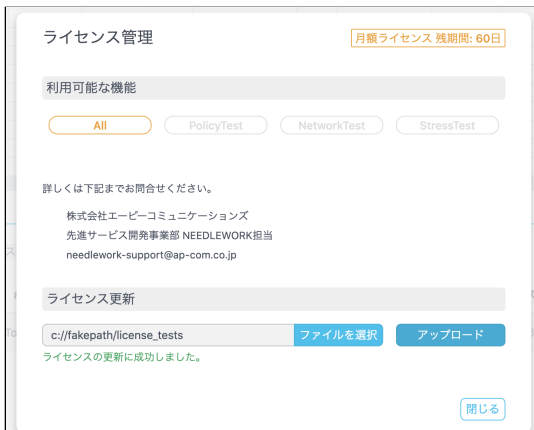 ライセンス管理
月額ライセンス 残期間: 60日
利用可能な機能
All
PolicyTest
NetworkTest
StressTest
詳しくは下記までお問合せください。
株式会社エーピーコミュニケーションズ
先進サービス開発事業部 NEEDLEWORK担当
needlework-support@ap-com.co.jp
ライセンス更新
c://fakepath/license_tests
ファイルを選択
アップロード
ライセンスの更新に成功しました。
閉じる